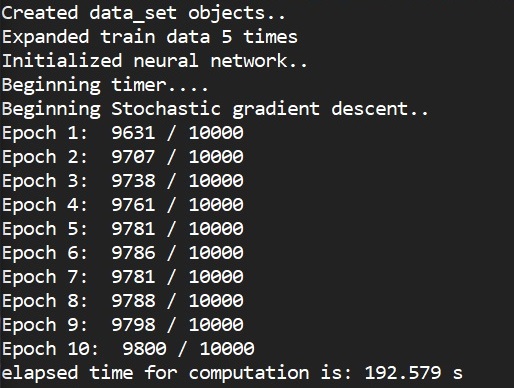 Created data_set objects..
Expanded train data 5 times
Initialized neural network..
Beginning timer....
Beginning Stochastic gradient descent..
Epoch 1:  9631 / 10000
Epoch 2:  9707 / 10000
Epoch 3:  9738 / 10000
Epoch 4:  9761 / 10000
Epoch 5:  9781 / 10000
Epoch 6:  9786 / 10000
Epoch 7:  9781 / 10000
Epoch 8:  9788 / 10000
Epoch 9:  9798 / 10000
Epoch 10:  9800 / 10000
elapsed time for computation is: 192.579 s